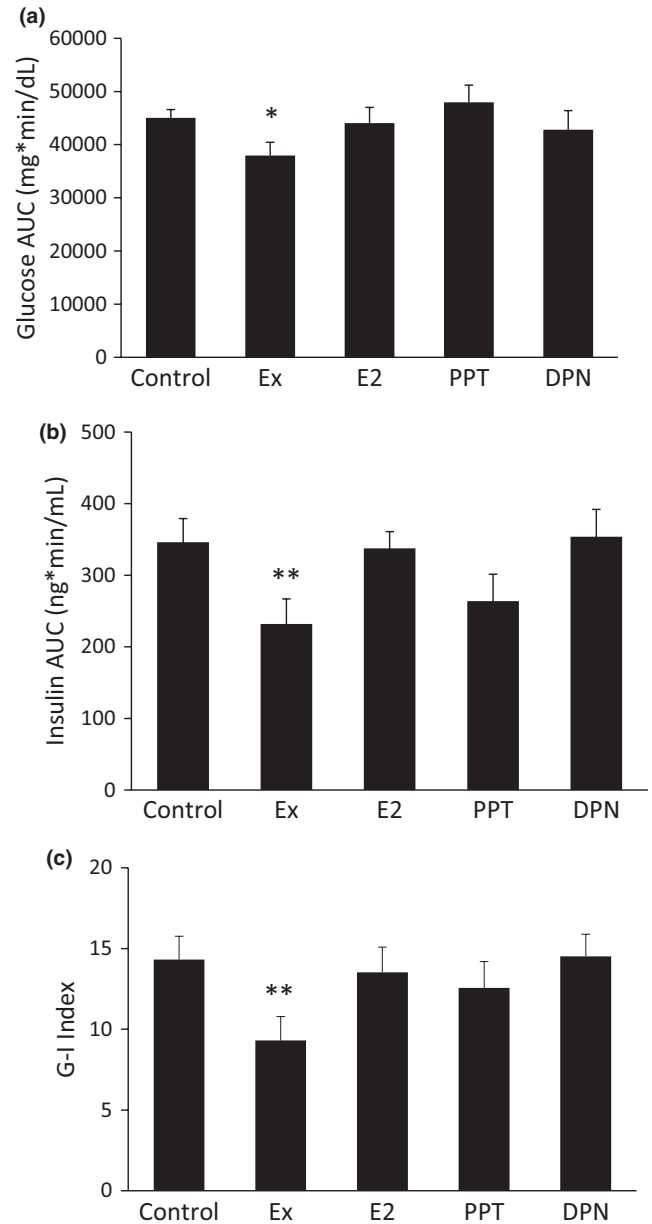 (a)
Glucose AUC (mg*min/dL)
60000
50000
40000
30000
20000
10000
0
*
Control Ex E2 PPT DPN
(b)
Insulin AUC (ng*min/mL)
500
400
300
200
100
0
**
Control Ex E2 PPT DPN
(c)
G-I Index
20
15
10
5
0
**
Control Ex E2 PPT DPN